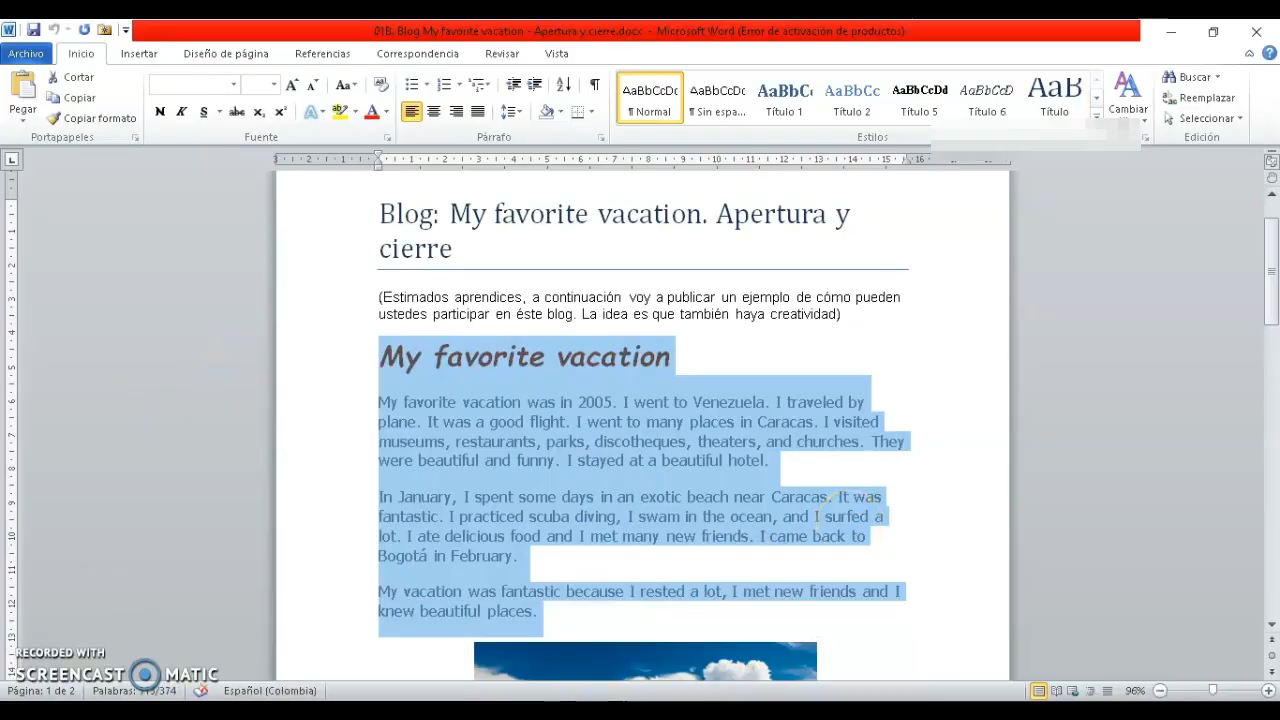 01B. Blog My favorite vacation - Apertura y cierre.docx - Microsoft Word (Error de activación de productos)
Archivo Inicio Insertar Diseño de página Referencias Correspondencia Revisar Vista
Pegar
Cortar
Copiar
Copiar formato
Portapapeles
Fuente
Párrafo
AaBbCcDc AaBbCcDc AaBbC AaBbCc AaBbCcDd AaBbCcD AaB
¶ Normal ¶ Sin espa... Título 1 Título 2 Título 5 Título 6 Título
Cambiar
Estilos
Buscar
Reemplazar
Seleccionar
Edición
Blog: My favorite vacation. Apertura y
cierre
(Estimados aprendices, a continuación voy a publicar un ejemplo de cómo pueden
ustedes participar en éste blog. La idea es que también haya creatividad)
My favorite vacation
My favorite vacation was in 2005. I went to Venezuela. I traveled by
plane. It was a good flight. I went to many places in Caracas. I visited
museums, restaurants, parks, discotheques, theaters, and churches. They
were beautiful and funny. I stayed at a beautiful hotel.
In January, I spent some days in an exotic beach near Caracas. It was
fantastic. I practiced scuba diving, I swam in the ocean, and I surfed a
lot. I ate delicious food and I met many new friends. I came back to
Bogotá in February.
My vacation was fantastic because I rested a lot, I met new friends and I
knew beautiful places.
RECORDED WITH
SCREENCAST MATIC
Página: 1 de 2 Palabras: Español (Colombia) 96%